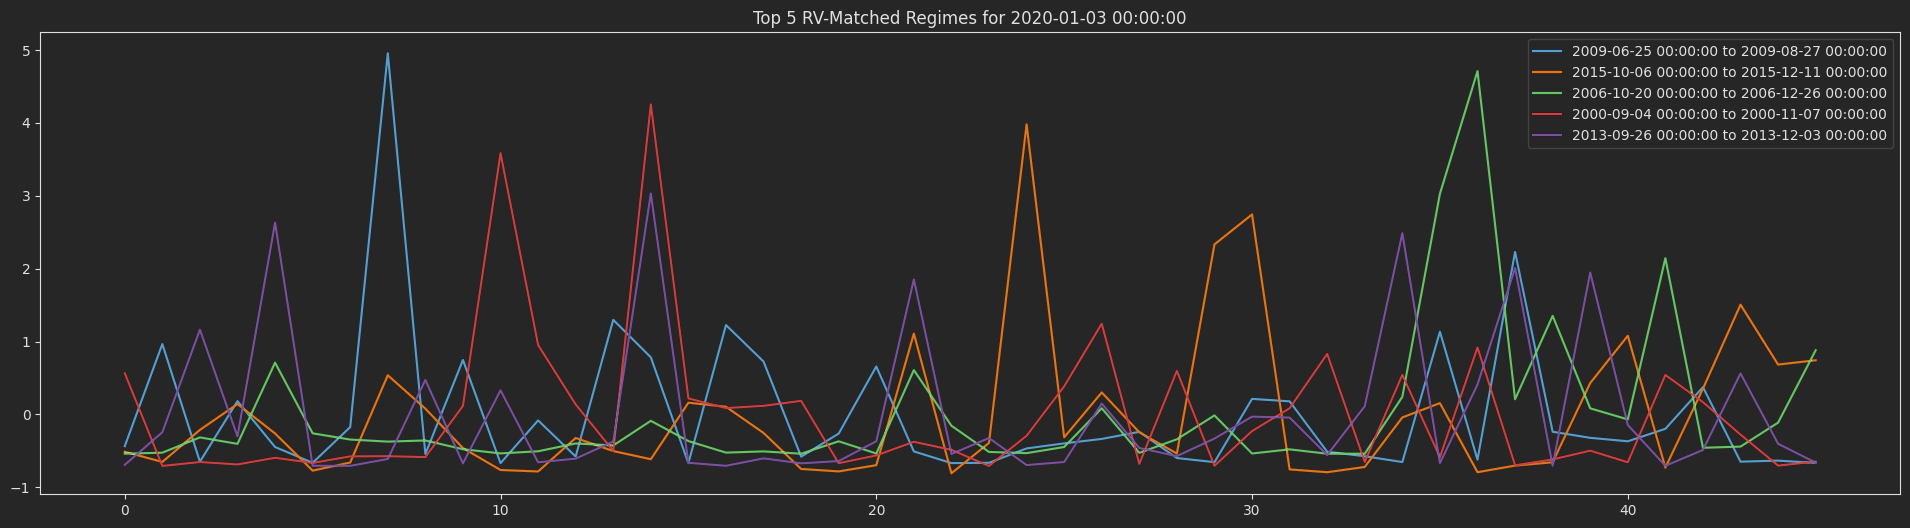 Top 5 RV-Matched Regimes for 2020-01-03 00:00:00
5
4
3
2
1
0
−1
2009-06-25 00:00:00 to 2009-08-27 00:00:00
2015-10-06 00:00:00 to 2015-12-11 00:00:00
2006-10-20 00:00:00 to 2006-12-26 00:00:00
2000-09-04 00:00:00 to 2000-11-07 00:00:00
2013-09-26 00:00:00 to 2013-12-03 00:00:00
0 10 20 30 40